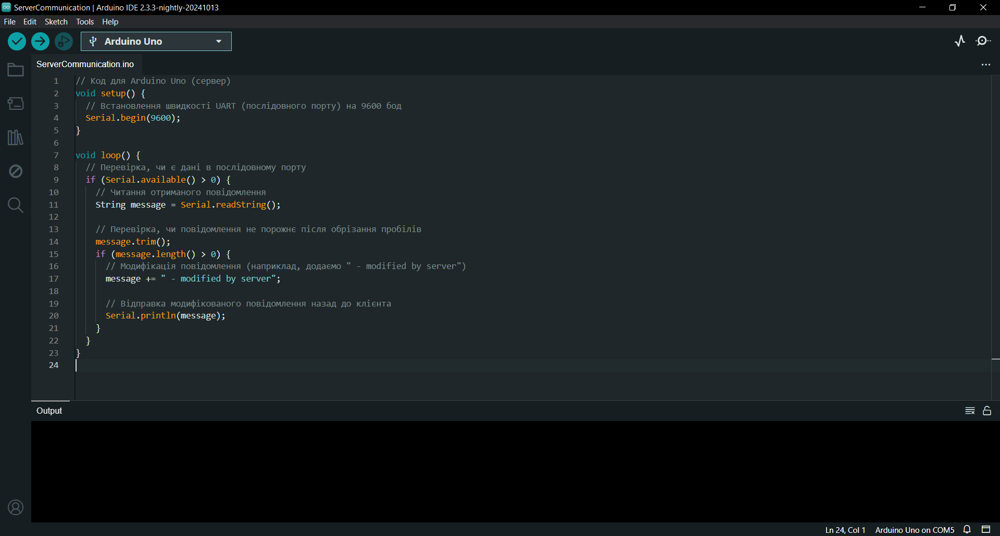 ServerCommunication | Arduino IDE 2.3.3-nightly-20241013
File Edit Sketch Tools Help
Arduino Uno
ServerCommunication.ino
1 // Код для Arduino Uno (сервер)
2 void setup() {
3 // Встановлення швидкості UART (послідовного порту) на 9600 бод
4 Serial.begin(9600);
5 }
6
7 void loop() {
8 // Перевірка, чи є дані в послідовному порту
9 if (Serial.available() > 0) {
10 // Читання отриманого повідомлення
11 String message = Serial.readString();
12
13 // Перевірка, чи повідомлення не порожнє після обрізання пробілів
14 message.trim();
15 if (message.length() > 0) {
16 // Модифікація повідомлення (наприклад, додаємо " - modified by server")
17 message += " - modified by server";
18
19 // Відправка модифікованого повідомлення назад до клієнта
20 Serial.println(message);
21 }
22 }
23 }
24
Output
Ln 24, Col 1 Arduino Uno on COM5